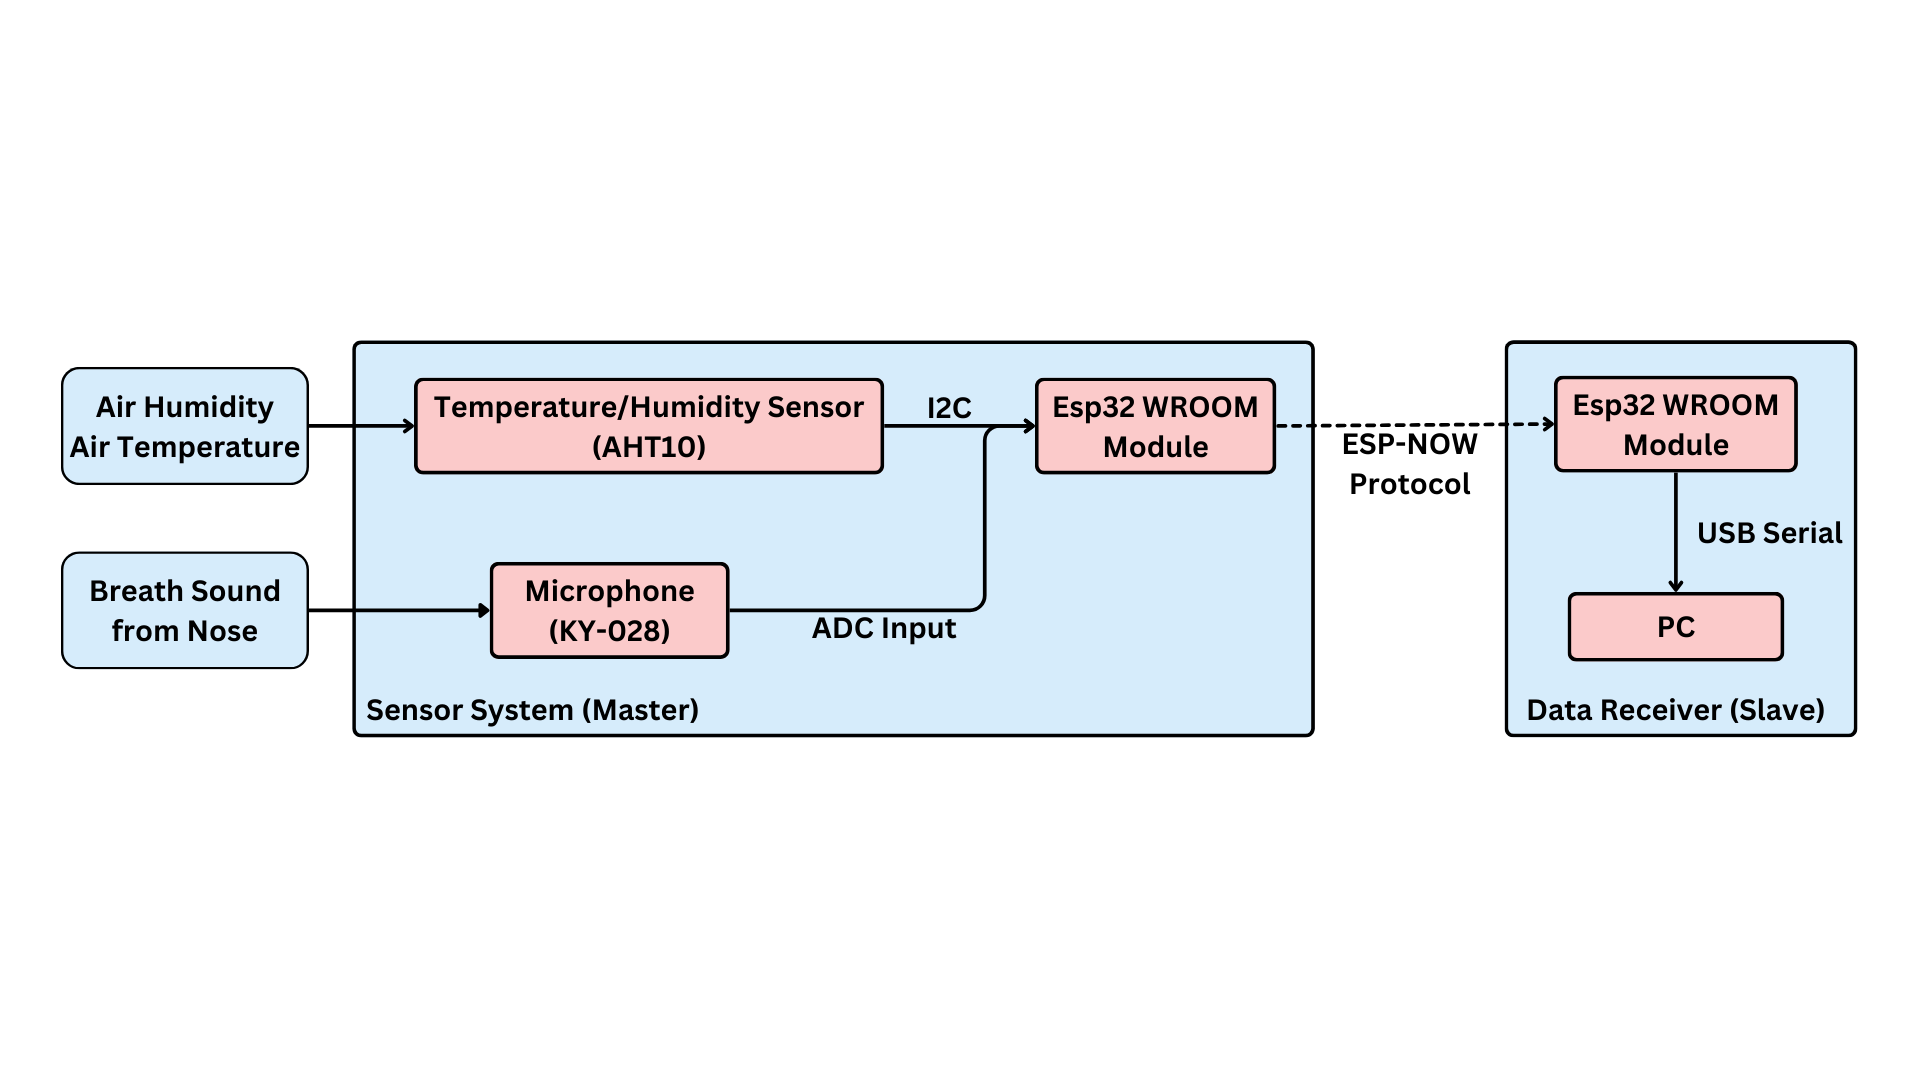 Air Humidity
Air Temperature
Temperature/Humidity Sensor
(AHT10)
I2C
Esp32 WROOM
Module
ESP-NOW
Protocol
Esp32 WROOM
Module
USB Serial
Breath Sound
from Nose
Microphone
(KY-028)
ADC Input
PC
Sensor System (Master)
Data Receiver (Slave)